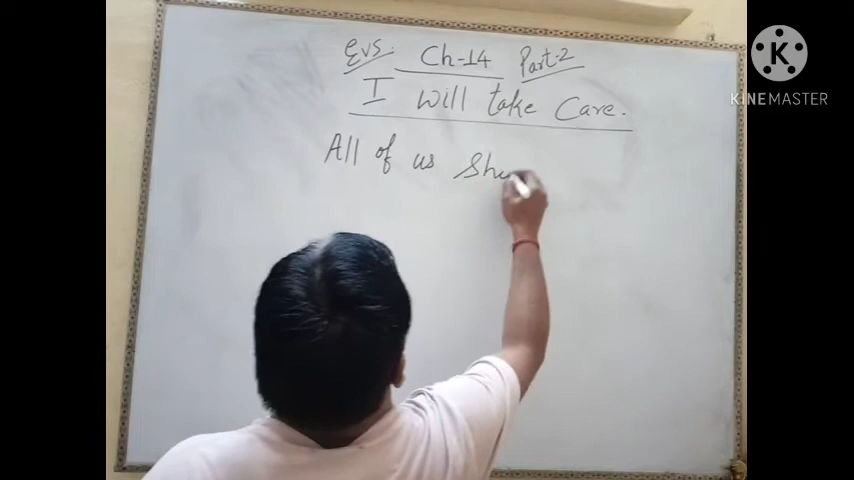 Evs. Ch-14 Part-2
I will take Care.
All of us
K
KINEMASTER